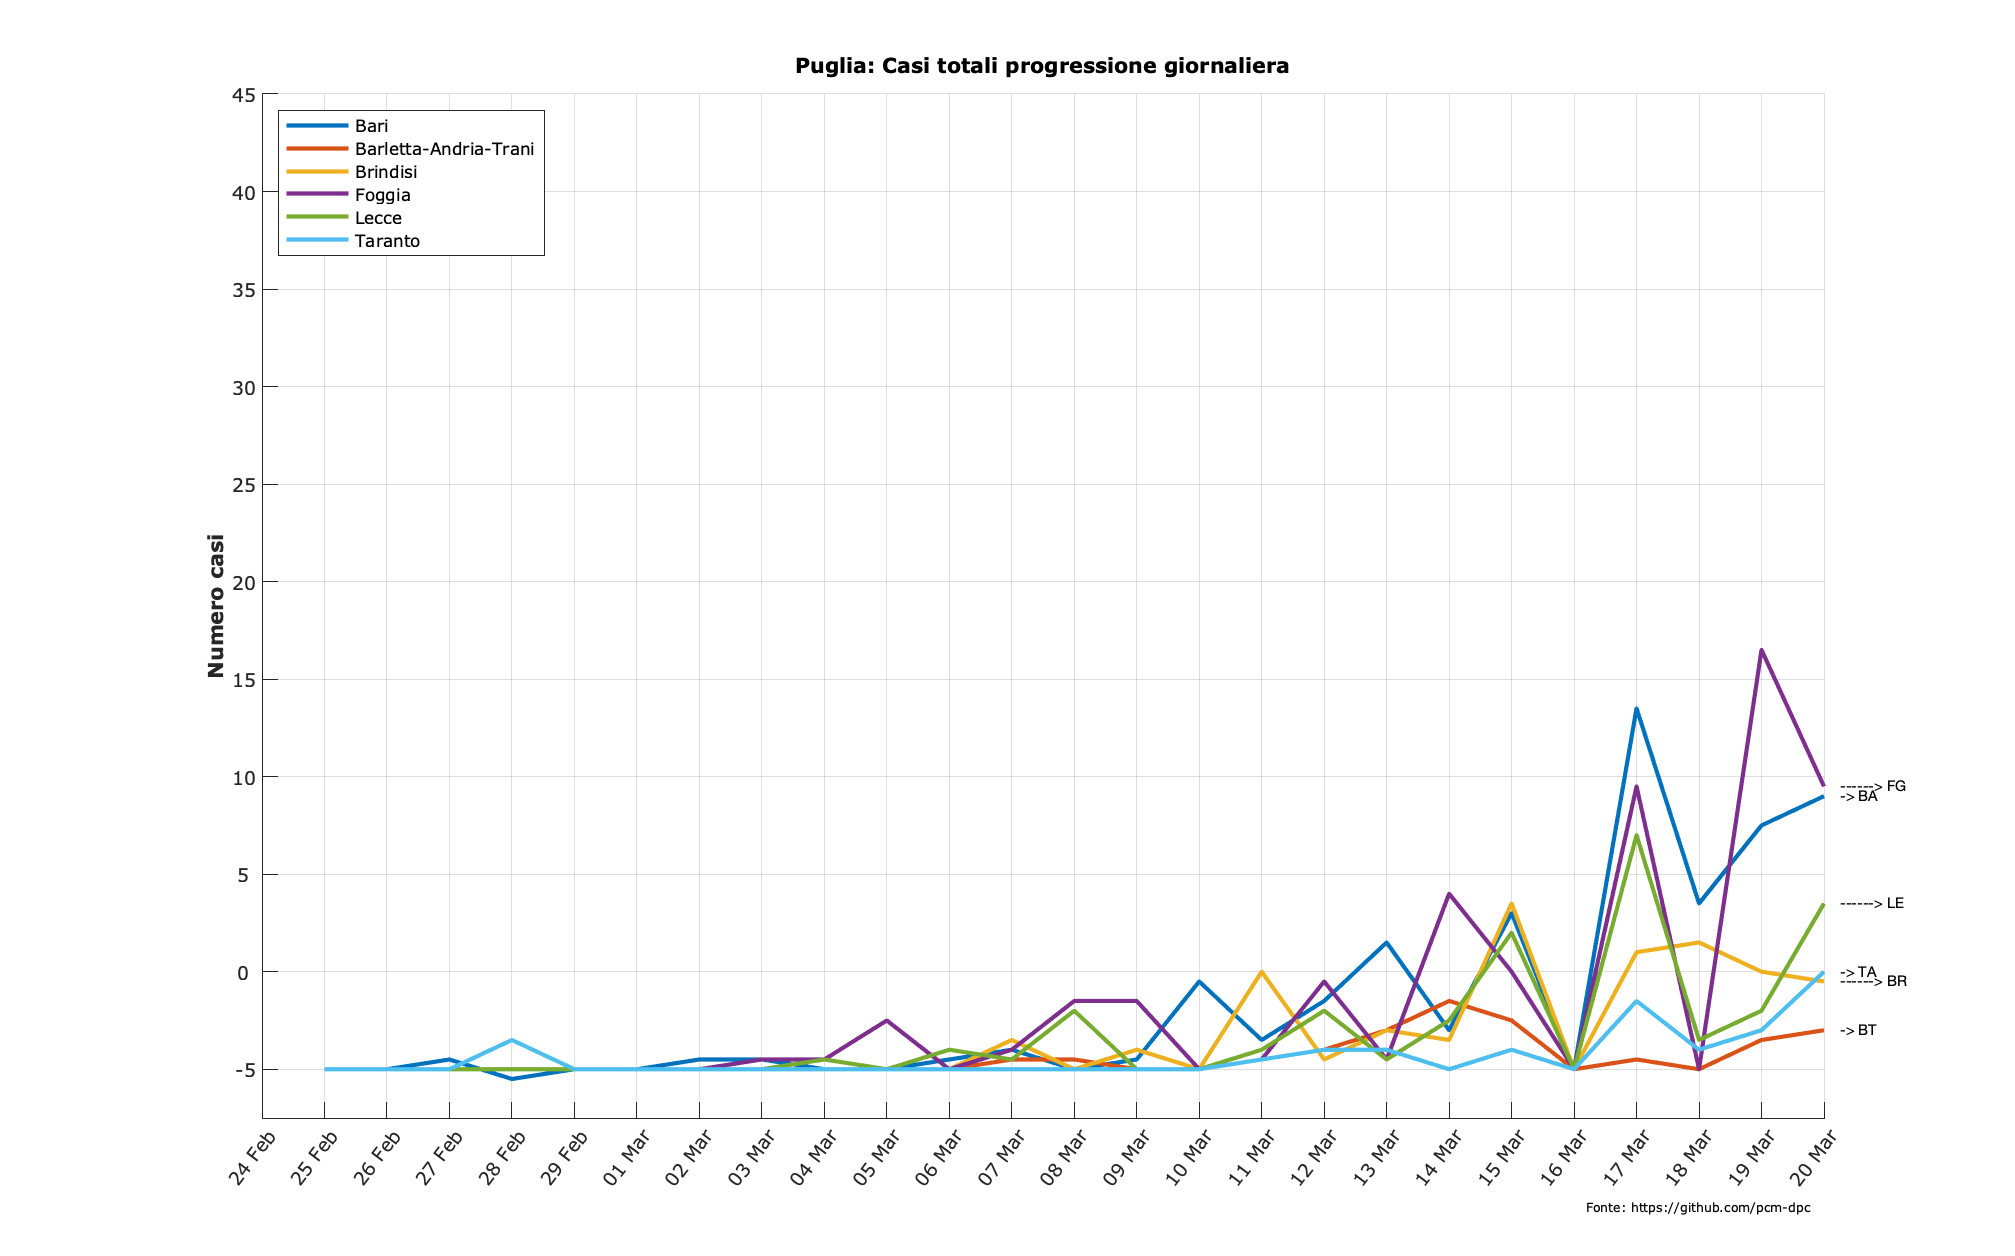 Puglia: Casi totali progressione giornaliera
45
40
35
30
25
20
15
10
5
0
-5
Numero casi
Bari
Barletta-Andria-Trani
Brindisi
Foggia
Lecce
Taranto
------> FG
-> BA
------> LE
-> TA
------> BR
-> BT
24 Feb
25 Feb
26 Feb
27 Feb
28 Feb
29 Feb
01 Mar
02 Mar
03 Mar
04 Mar
05 Mar
06 Mar
07 Mar
08 Mar
09 Mar
10 Mar
11 Mar
12 Mar
13 Mar
14 Mar
15 Mar
16 Mar
17 Mar
18 Mar
19 Mar
20 Mar
Fonte: https://github.com/pcm-dpc